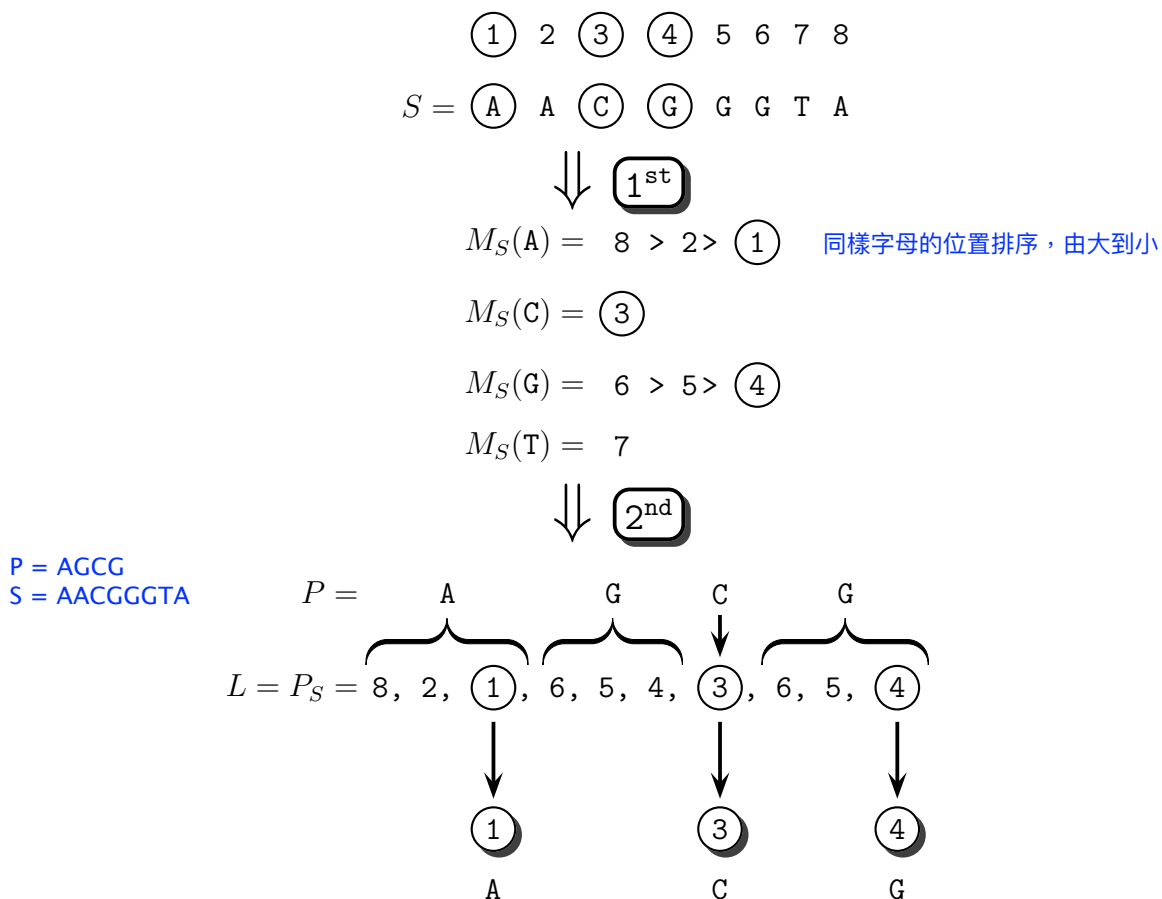 1 2 3 4 5 6 7 8
S = A A C G G G T A
1st
M_S(A) = 8 > 2> 1 同樣字母的位置排序，由大到小
M_S(C) = 3
M_S(G) = 6 > 5> 4
M_S(T) = 7
2nd
P = AGCG
S = AACGGGTA
P = A G C G
L = P_S = 8, 2, 1, 6, 5, 4, 3, 6, 5, 4
1 3 4
A C G